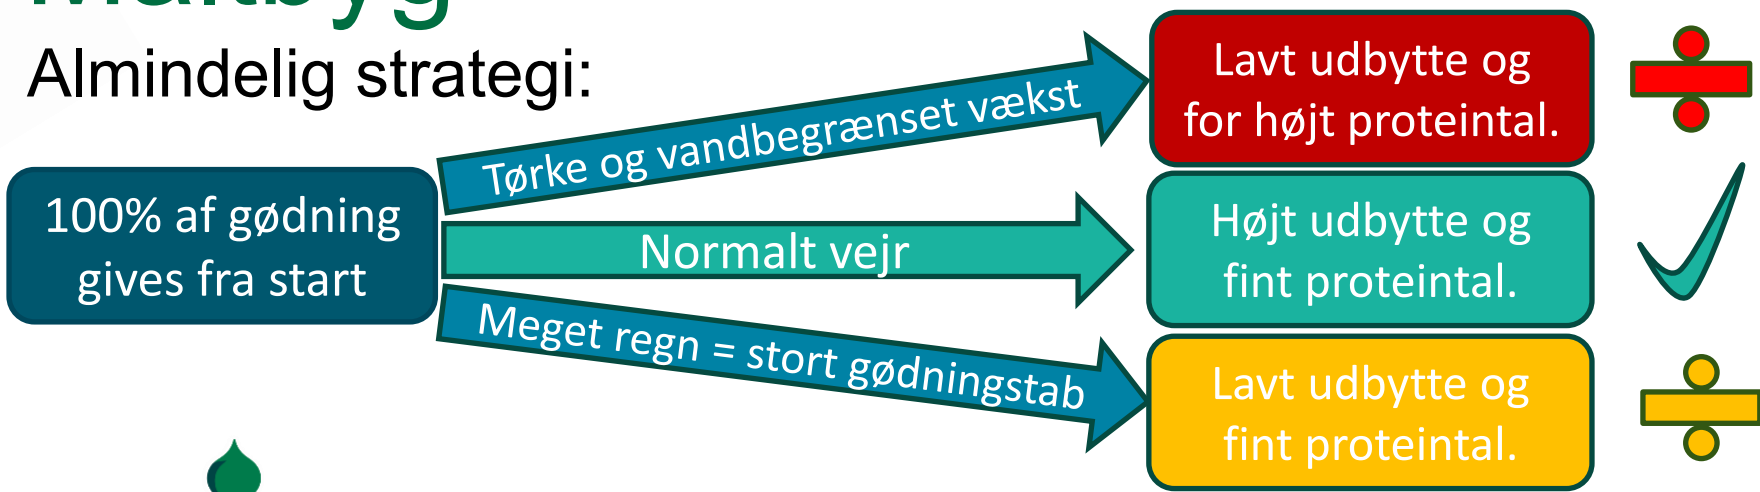 Maltbyg
Almindelig strategi:
100% af gødning
gives fra start
Tørke og vandbegrænset vækst
Normalt vejr
Meget regn = stort gødningstab
Lavt udbytte og
for højt proteintal.
Højt udbytte og
fint proteintal.
Lavt udbytte og
fint proteintal.